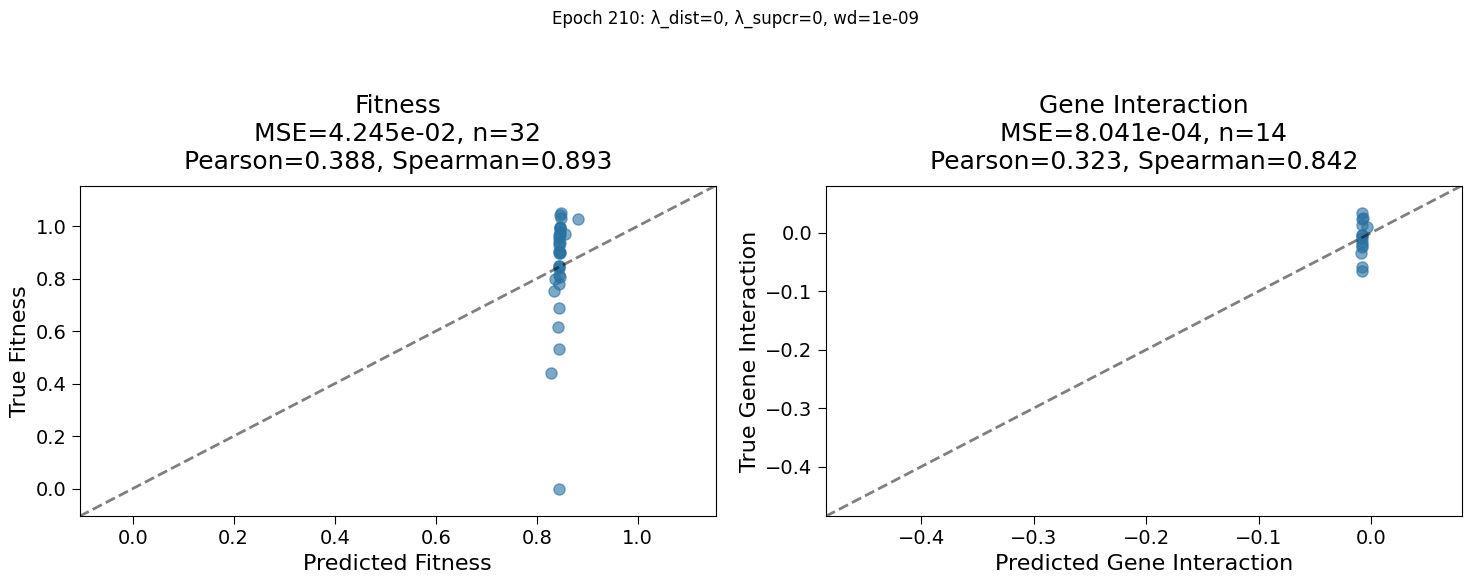 Epoch 210: λ_dist=0, λ_supcr=0, wd=1e-09
Fitness
MSE=4.245e-02, n=32
Pearson=0.388, Spearman=0.893
True Fitness
1.0
0.8
0.6
0.4
0.2
0.0
0.0 0.2 0.4 0.6 0.8 1.0
Predicted Fitness
Gene Interaction
MSE=8.041e-04, n=14
Pearson=0.323, Spearman=0.842
True Gene Interaction
0.0
−0.1
−0.2
−0.3
−0.4
−0.4 −0.3 −0.2 −0.1 0.0
Predicted Gene Interaction